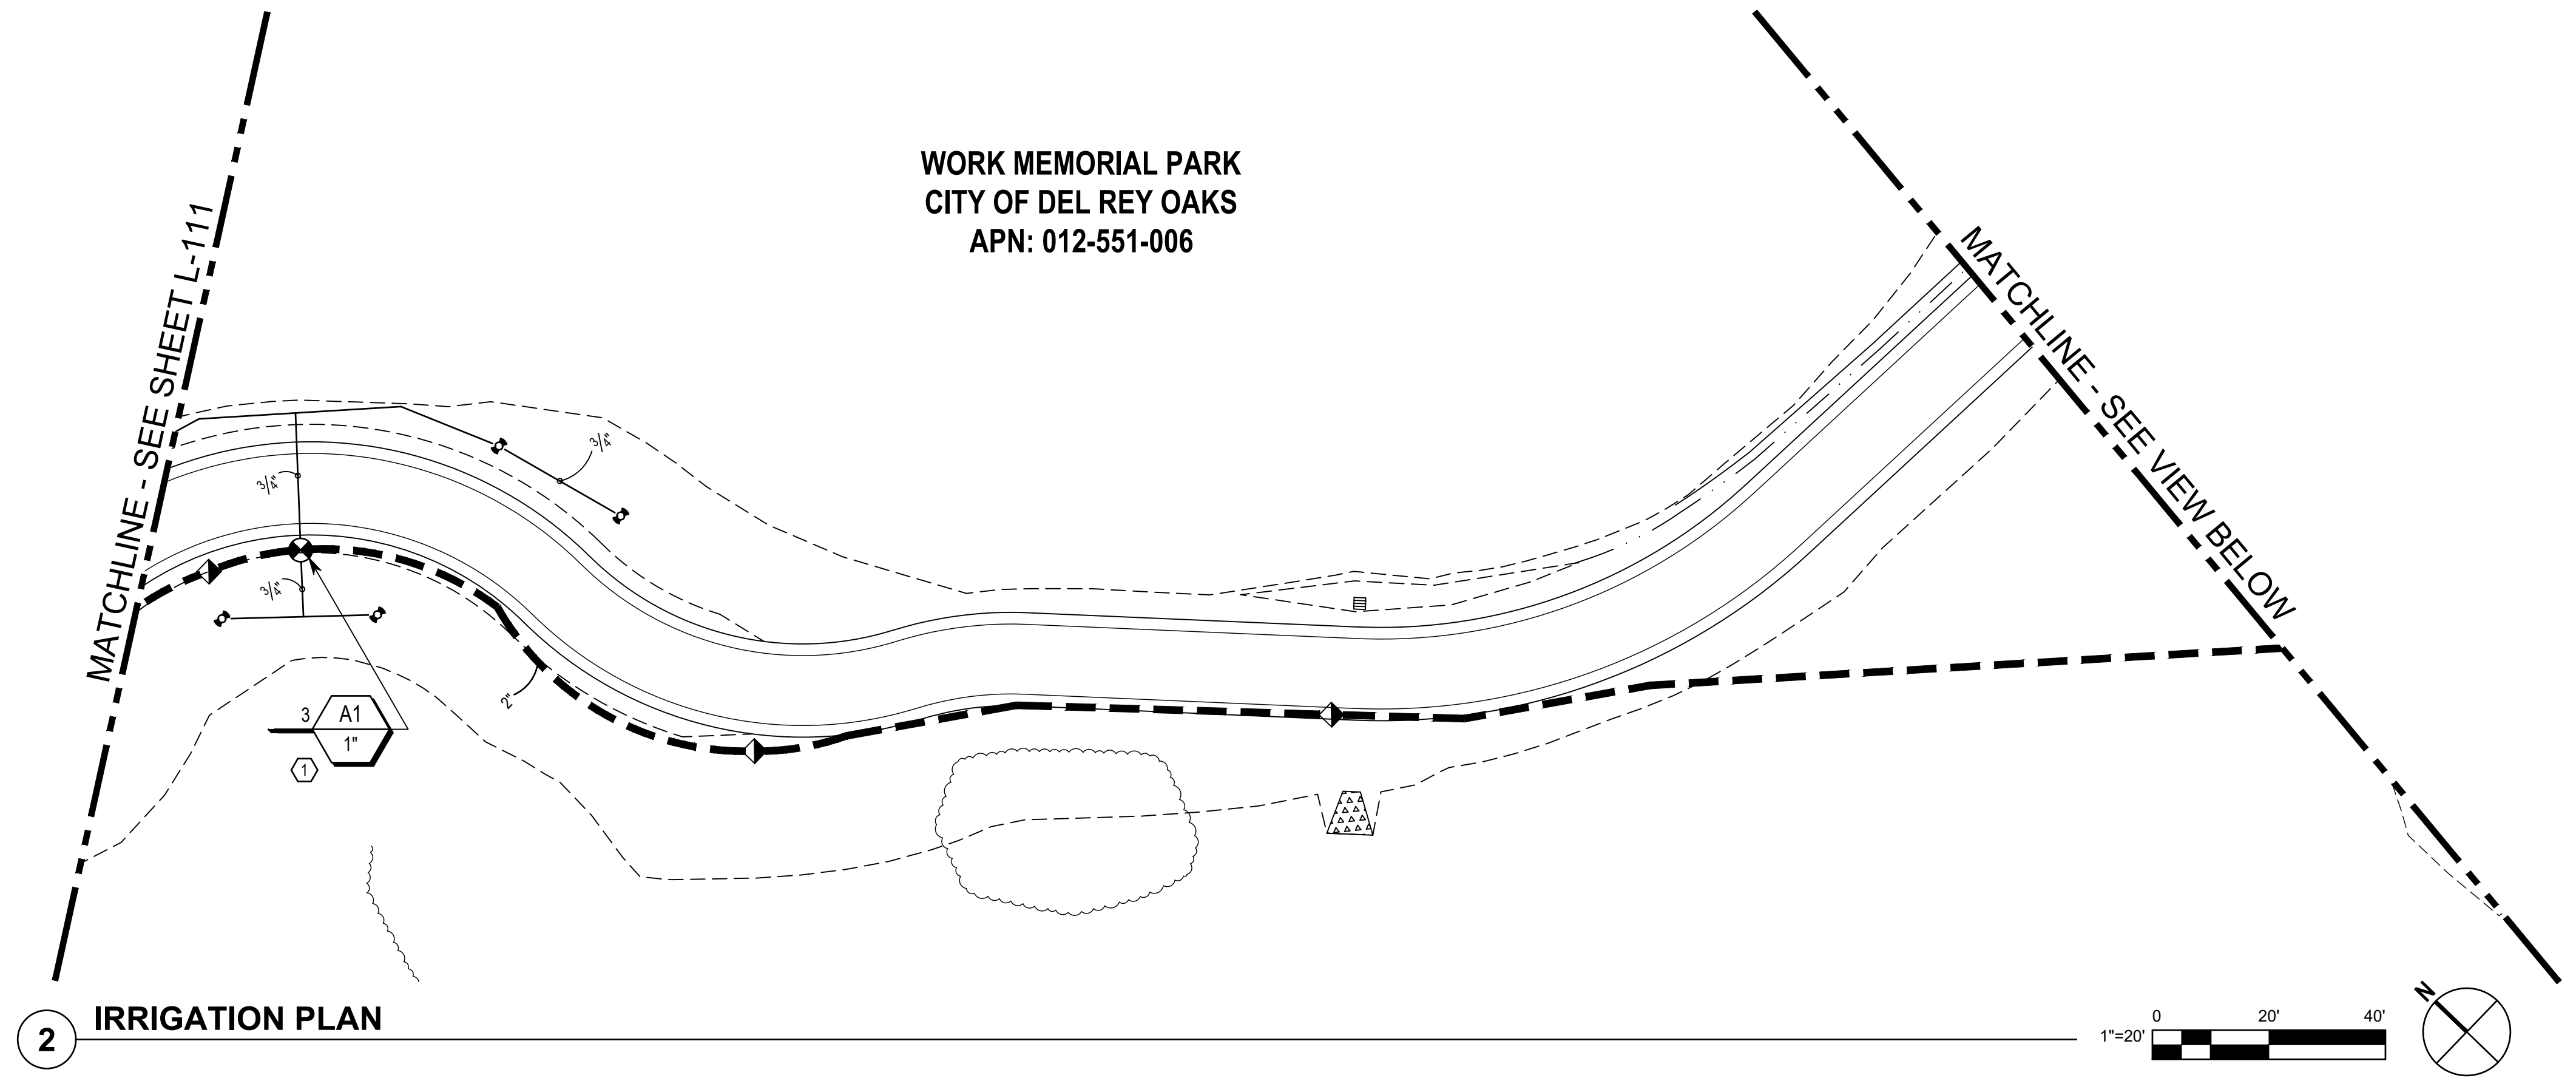 WORK MEMORIAL PARK
CITY OF DEL REY OAKS
APN: 012-551-006
MATCHLINE - SEE SHEET L-111
MATCHLINE - SEE VIEW BELOW
3/4"
3/4"
3/4"
2"
3
A1
1"
1
2
IRRIGATION PLAN
1"=20'
0
20'
40'
N